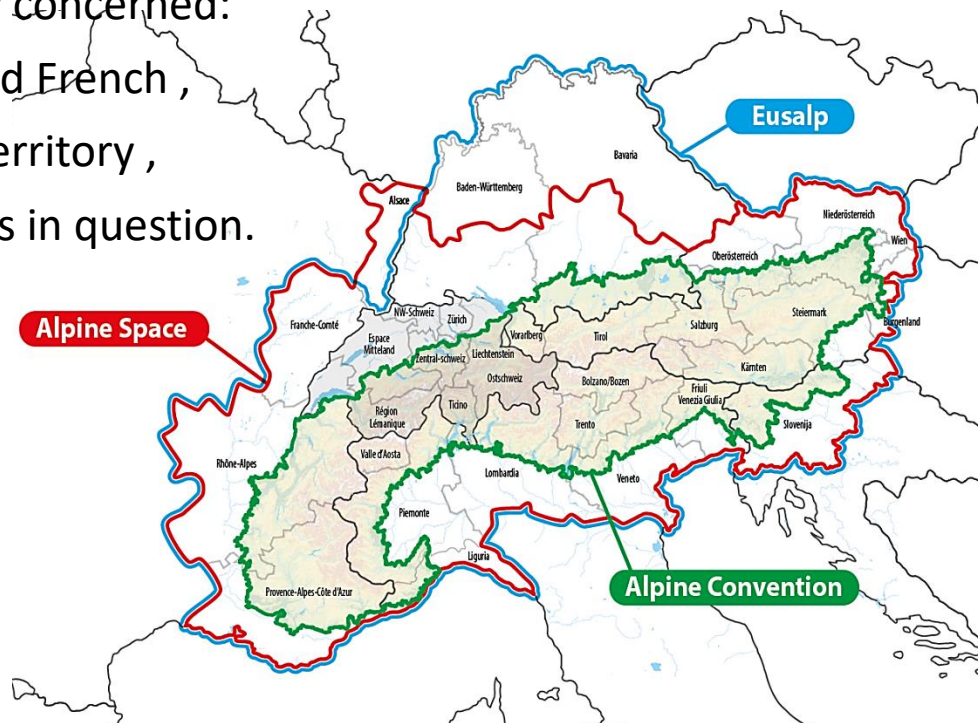 concerned:
d French ,
erritory ,
s in question.
Eusalp
Bavaria
Baden-Württemberg
Alsace
Niederösterreich
Wien
Oberösterreich
Alpine Space
Franche-Comté
NW-Schweiz
Zürich
Espace
Mitteland
Zentral-schweiz
Liechtenstein
Vorarlberg
Tirol
Salzburg
Steiermark
Burgenland
Ostschweiz
Kärnten
Région
Lémanique
Ticino
Bolzano/Bozen
Friuli
Venezia Giulia
Trento
Slovenija
Valle d'Aosta
Rhône-Alpes
Lombardia
Veneto
Piemonte
Liguria
Alpine Convention
Provence-Alpes-Côte d'Azur